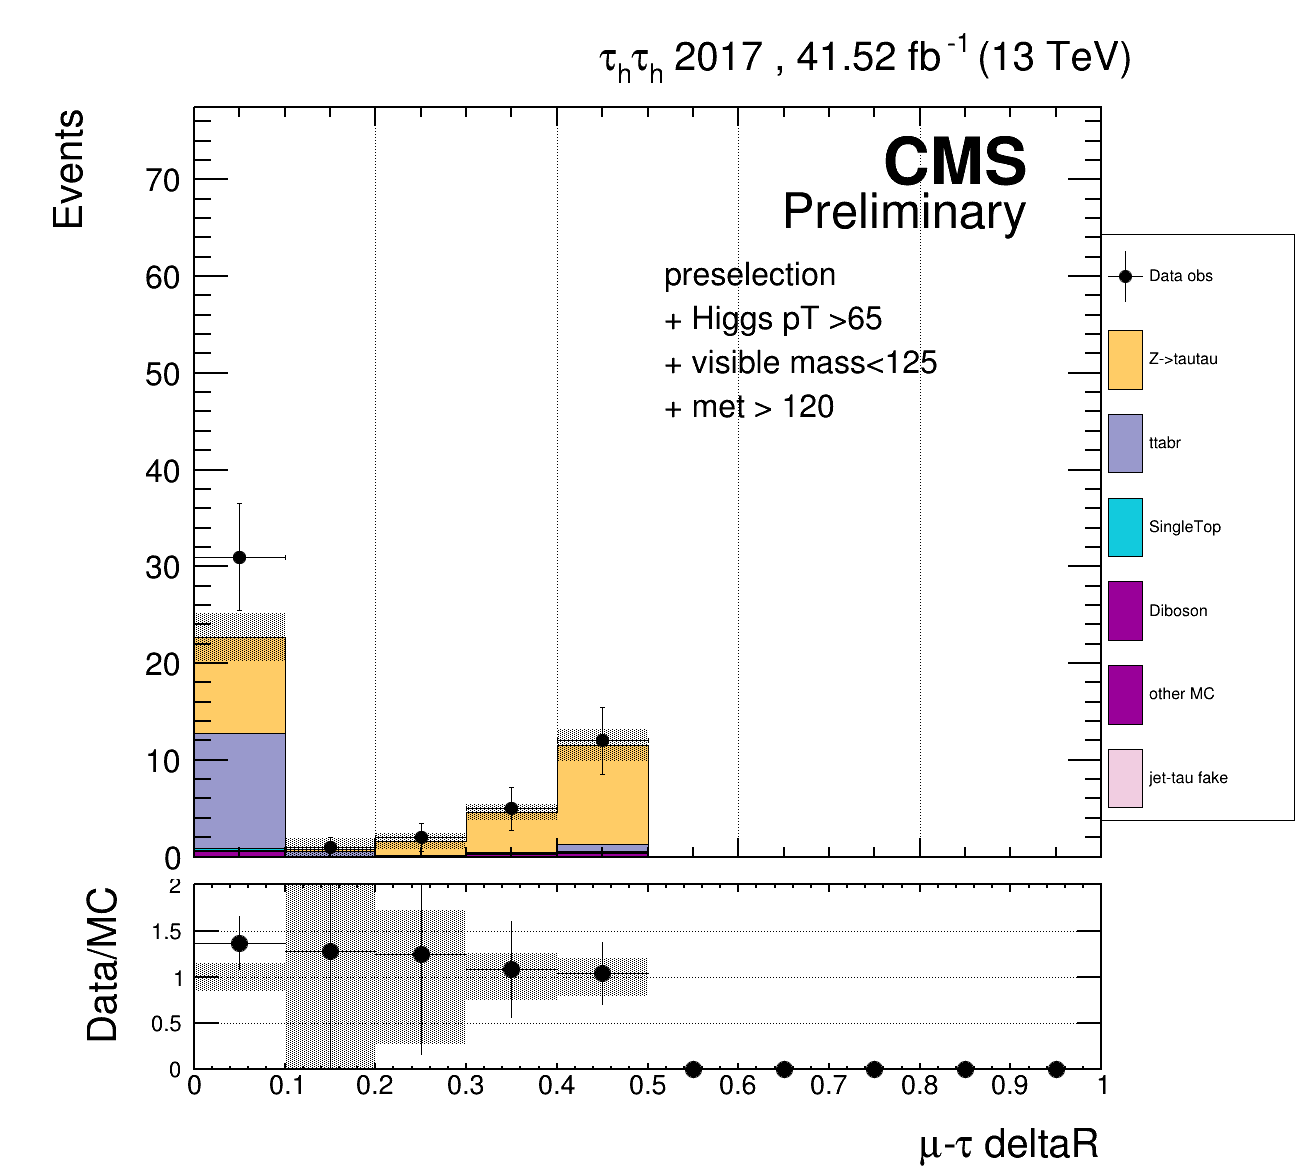 τhτh 2017 , 41.52 fb-1 (13 TeV)
Events
CMS
Preliminary
preselection
+ Higgs pT >65
+ visible mass<125
+ met > 120
70
60
50
40
30
20
10
0
Data obs
Z->tautau
ttabr
SingleTop
Diboson
other MC
jet-tau fake
Data/MC
2
1.5
1
0.5
0
0 0.1 0.2 0.3 0.4 0.5 0.6 0.7 0.8 0.9 1
μ-τ deltaR